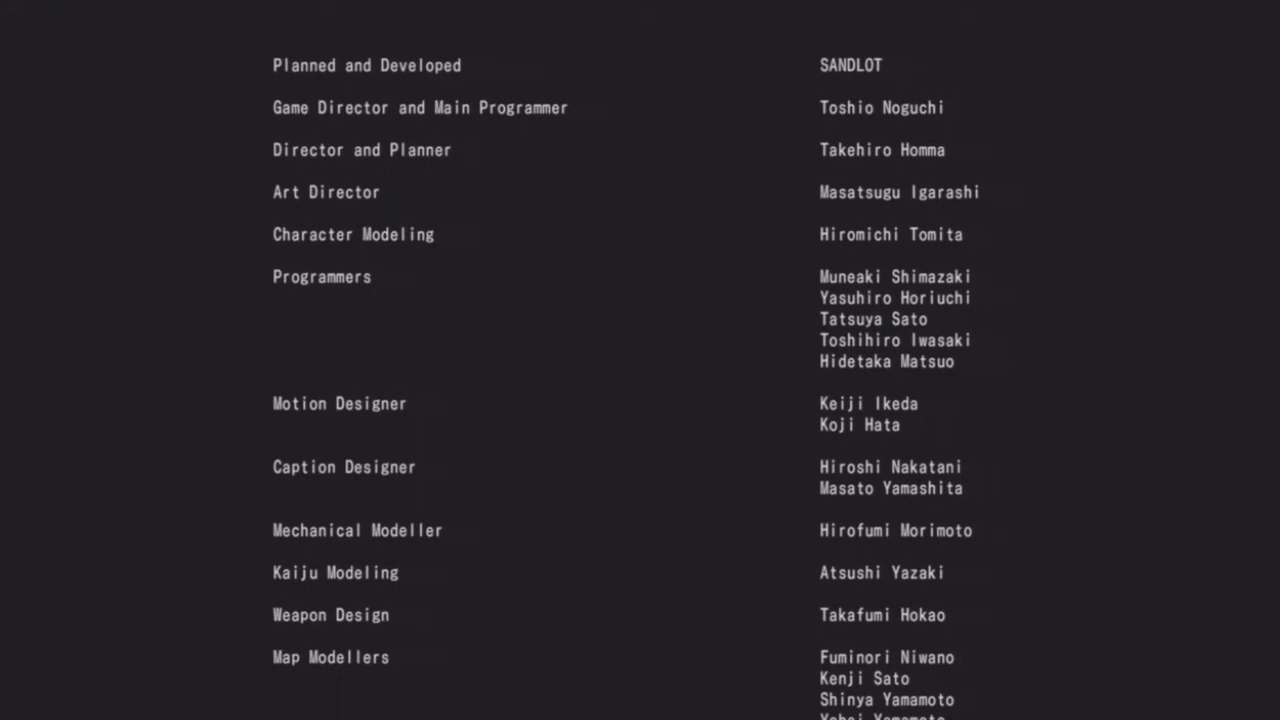 Planned and Developed SANDLOT
Game Director and Main Programmer Toshio Noguchi
Director and Planner Takehiro Homma
Art Director Masatsugu Igarashi
Character Modeling Hiromichi Tomita
Programmers Muneaki Shimazaki
Yasuhiro Horiuchi
Tatsuya Sato
Toshihiro Iwasaki
Hidetaka Matsuo
Motion Designer Keiji Ikeda
Koji Hata
Caption Designer Hiroshi Nakatani
Masato Yamashita
Mechanical Modeller Hirofumi Morimoto
Kaiju Modeling Atsushi Yazaki
Weapon Design Takafumi Hokao
Map Modellers Fuminori Niwano
Kenji Sato
Shinya Yamamoto